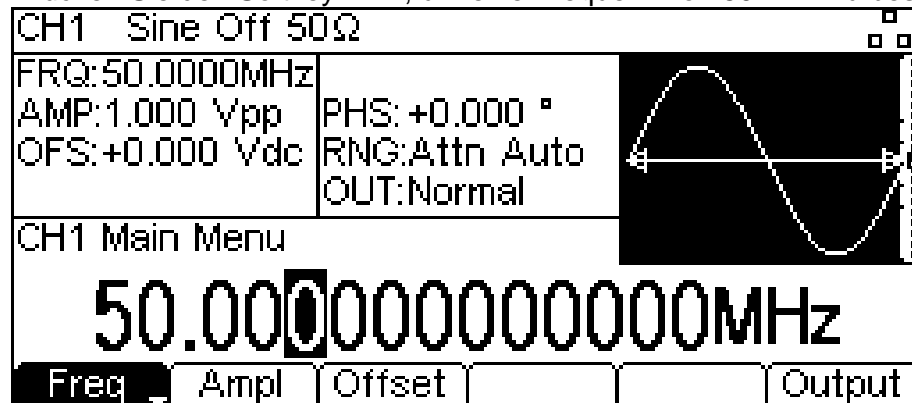 CH1 Sine Off 50Ω
FRQ:50.0000MHz
AMP:1.000 Vpp
OFS:+0.000 Vdc
PHS:+0.000 °
RNG:Attn Auto
OUT:Normal
CH1 Main Menu
50.000000000000MHz
Freq Ampl Offset Output